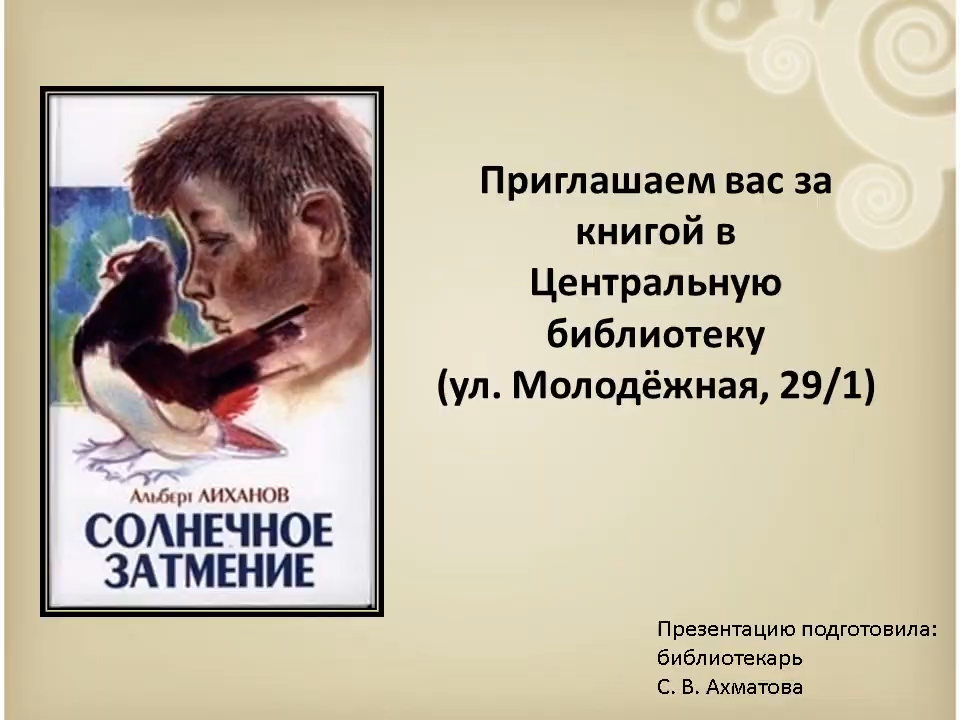 Приглашаем вас за
книгой в
Центральную
библиотеку
(ул. Молодёжная, 29/1)
Альберт ЛИХАНОВ
СОЛНЕЧНОЕ
ЗАТМЕНИЕ
Презентацию подготовила:
библиотекарь
С. В. Ахматова